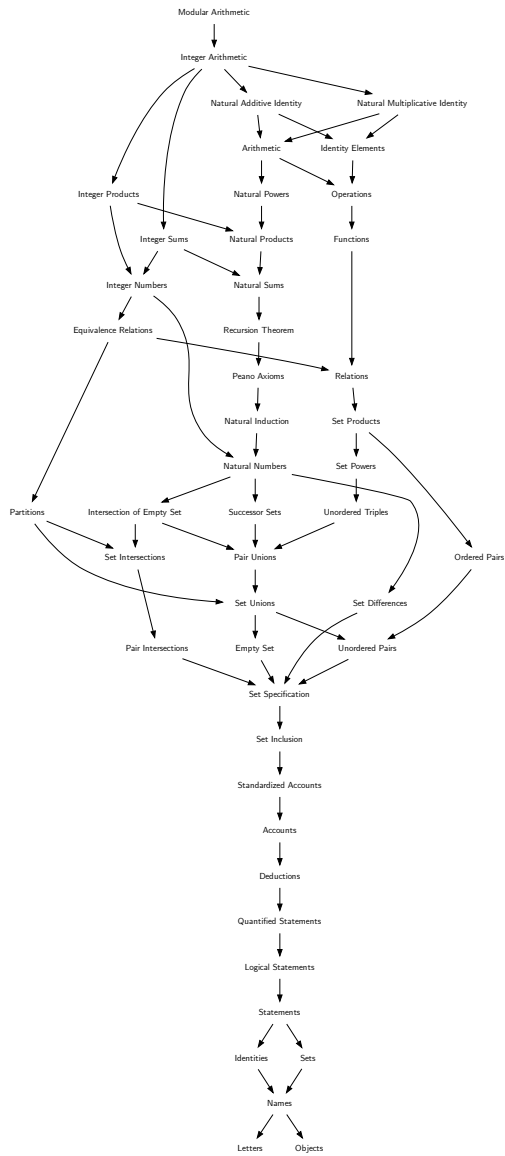 Modular Arithmetic
Integer Arithmetic
Natural Additive Identity
Natural Multiplicative Identity
Arithmetic
Identity Elements
Integer Products
Natural Powers
Operations
Integer Sums
Natural Products
Functions
Integer Numbers
Natural Sums
Equivalence Relations
Recursion Theorem
Peano Axioms
Relations
Natural Induction
Set Products
Natural Numbers
Set Powers
Partitions
Intersection of Empty Set
Successor Sets
Unordered Triples
Set Intersections
Pair Unions
Ordered Pairs
Set Unions
Set Differences
Pair Intersections
Empty Set
Unordered Pairs
Set Specification
Set Inclusion
Standardized Accounts
Accounts
Deductions
Quantified Statements
Logical Statements
Statements
Identities
Sets
Names
Letters
Objects